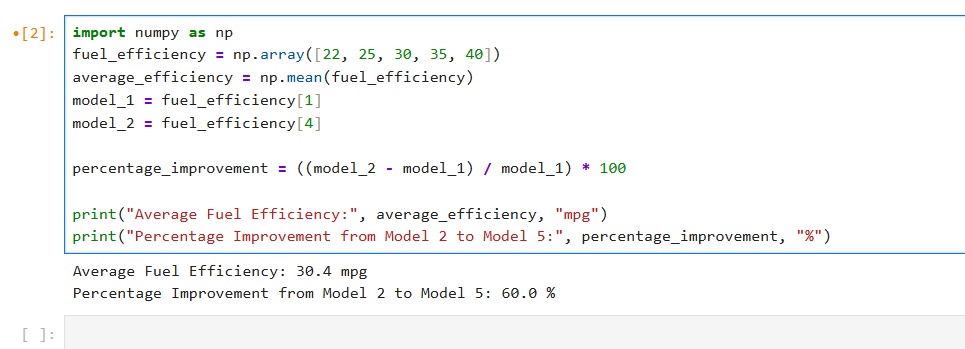 •[2]: import numpy as np
fuel_efficiency = np.array([22, 25, 30, 35, 40])
average_efficiency = np.mean(fuel_efficiency)
model_1 = fuel_efficiency[1]
model_2 = fuel_efficiency[4]
percentage_improvement = ((model_2 - model_1) / model_1) * 100
print("Average Fuel Efficiency:", average_efficiency, "mpg")
print("Percentage Improvement from Model 2 to Model 5:", percentage_improvement, "%")
Average Fuel Efficiency: 30.4 mpg
Percentage Improvement from Model 2 to Model 5: 60.0 %
[ ]: